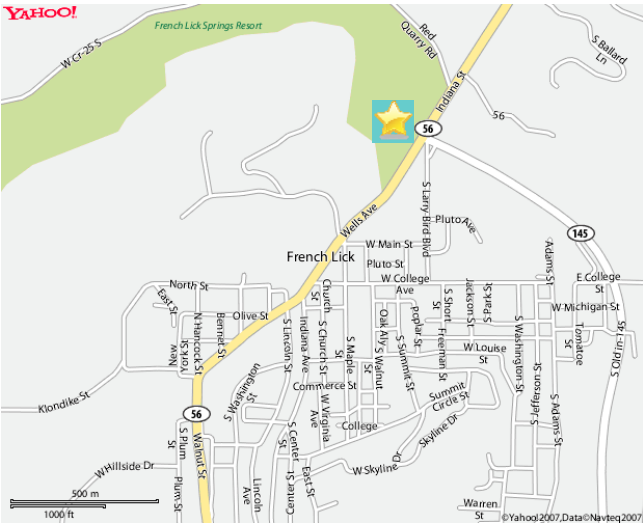 YAHOO!
French Lick Springs Resort
W Cr-25 S
Red
Quarry Rd
S Ballard
Ln
Indiana St
56
56
145
Wells Ave
S Larry Bird Blvd
Pluto Ave
French Lick
W Main St
Pluto St
W College
Ave
Adams St
E College
St
North St
East St
N Hancock St
New
York St
Bennet St
Olive St
S Lincoln St
Indiana Ave
Church
St
S Church St
S Maple
St
Oak Aly
S Walnut
S Summit St
Poplar St
S Short
Freeman St
Jackson St
S Park St
S Washington St
W Michigan St
Tomatoe
St
S Old in-145
W Louise
St
S Jefferson St
S Adams St
Klondike St
S Washington
St
Commerce St
W Virginia
Ave
Summit
Circle St
College
Skyline Dr
56
Walnut St
S Plum
St
Plum St
S Center
St
Center St
East St
W Skyline
Dr
W Hillside Dr
Lincoln
Ave
Warren
St
500 m
1000 ft
©Yahoo!2007,Data©Navteq2007